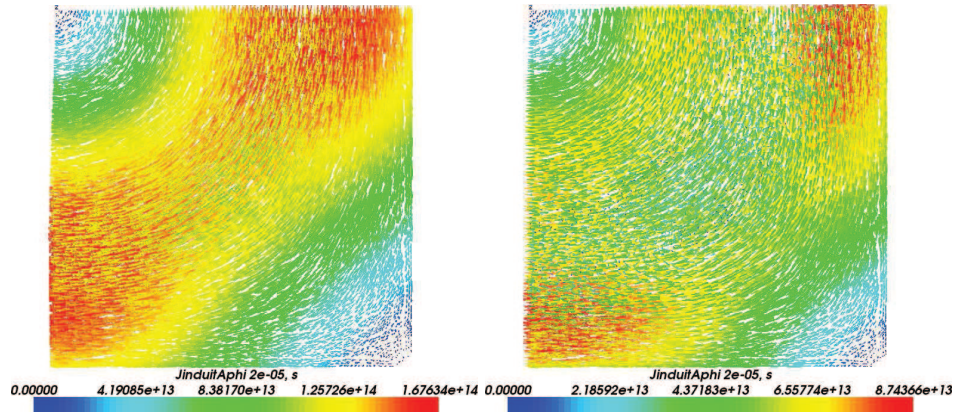 JinduitAphi 2e-05, s
0.00000 4.19085e+13 8.38170e+13 1.25726e+14 1.67634e+14
JinduitAphi 2e-05, s
0.00000 2.18592e+13 4.37183e+13 6.55774e+13 8.74366e+13